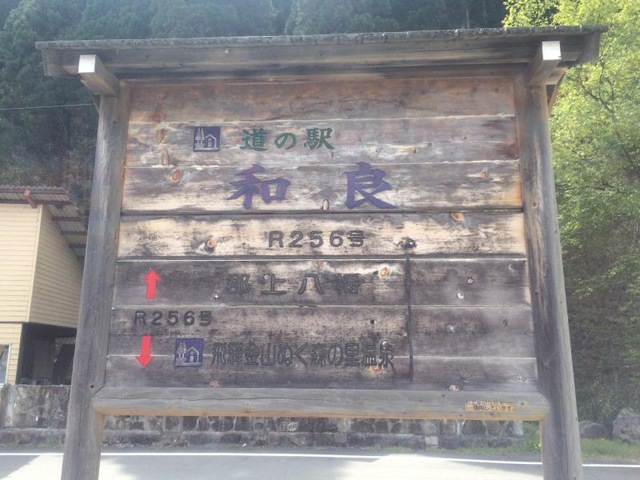 道の駅
和良
R256号
郡上八幡
R256号
飛騨金山ぬく森の里温泉